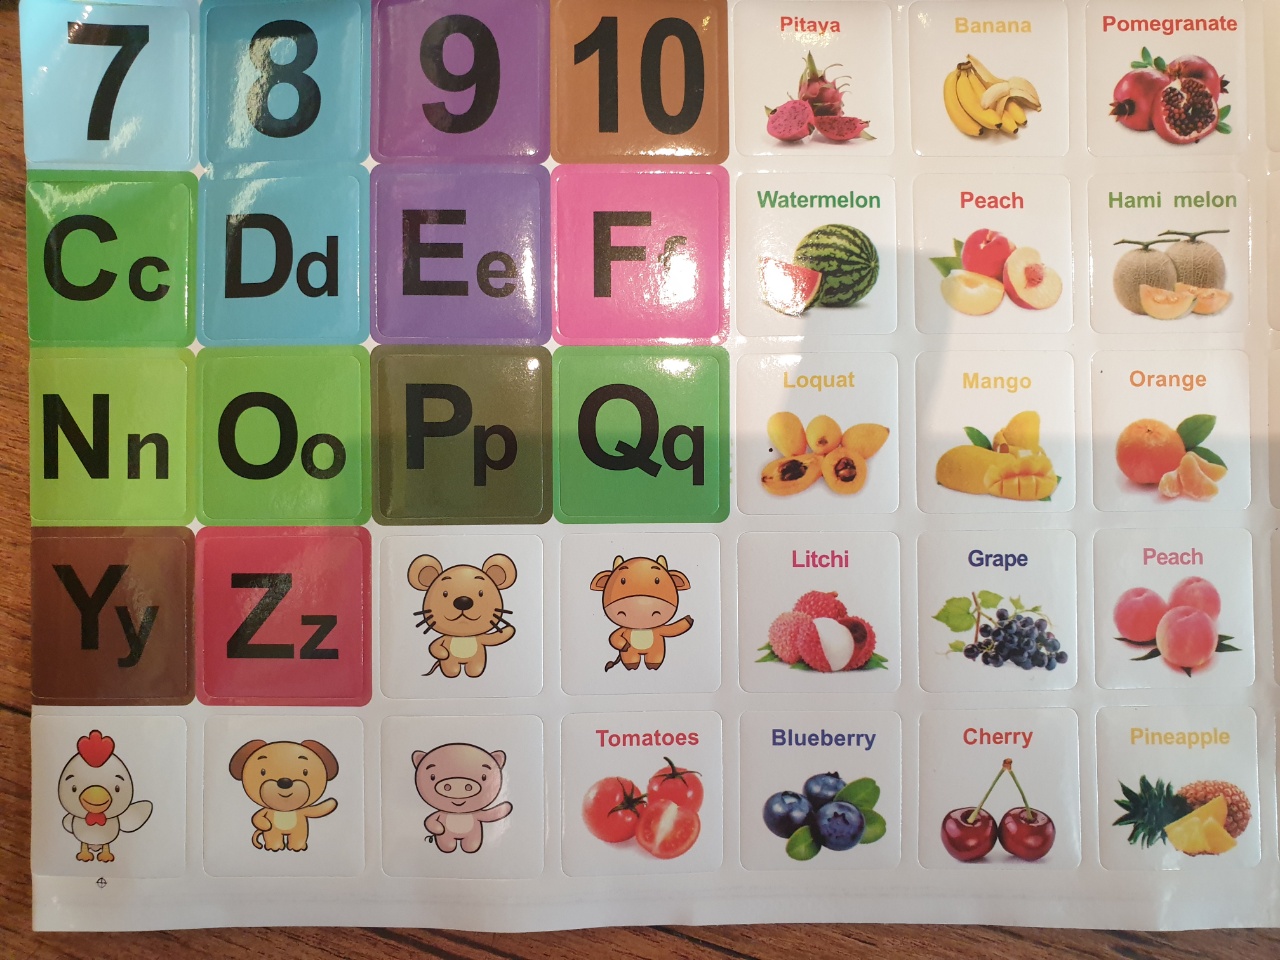 7 8 9 10 Pitaya Banana Pomegranate
Cc Dd Ee Ff Watermelon Peach Hami melon
Nn Oo Pp Qq Loquat Mango Orange
Yy Zz Litchi Grape Peach
Tomatoes Blueberry Cherry Pineapple